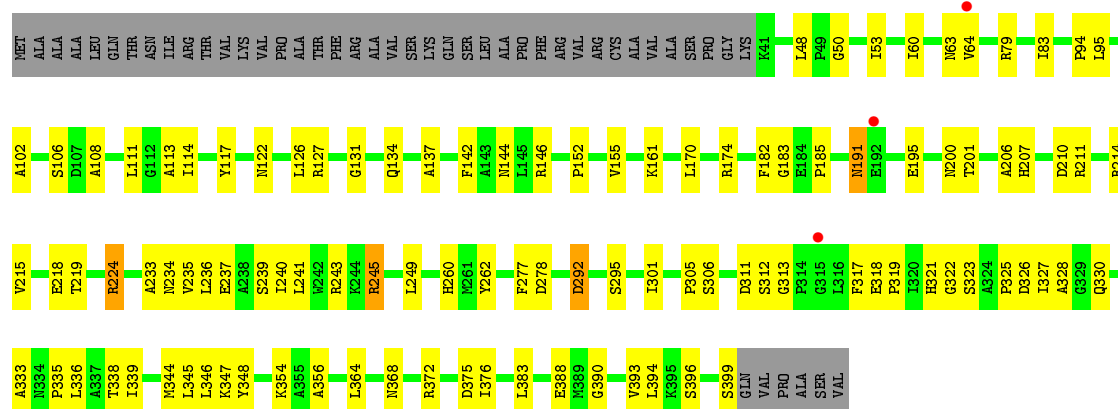 MET ALA ALA ALA LEU GLN THR ASN ILE ARG THR VAL LYS VAL PRO ALA THR PHE ARG ALA VAL SER LYS GLN SER LEU ALA PRO PHE ARG VAL ARG CYS ALA VAL ALA SER PRO GLY LYS K41 L48 P49 G50 I53 I60 N63 V64 R79 I83 P94 L95
A102 S106 D107 A108 L111 G112 A113 I114 Y117 N122 L126 R127 G131 Q134 A137 F142 A143 N144 L145 R146 P152 V155 K161 L170 R174 F182 G183 E184 P185 N191 E192 E195 N200 T201 A206 H207 D210 R211 R214
V215 E218 T219 R224 A233 N234 V235 L236 E237 A238 S239 I240 L241 W242 R243 K244 R245 L249 H260 M261 Y262 F277 D278 D292 S295 I301 P305 S306 D311 S312 G313 P314 G315 L316 F317 E318 P319 I320 H321 G322 S323 A324 P325 D326 I327 A328 G329 Q330
A333 N334 P335 L336 A337 T338 I339 M344 L345 L346 K347 Y348 K354 A355 A356 L364 N368 R372 D375 I376 L383 E388 M389 G390 V393 L394 K395 S396 S399 GLN VAL PRO ALA SER VAL